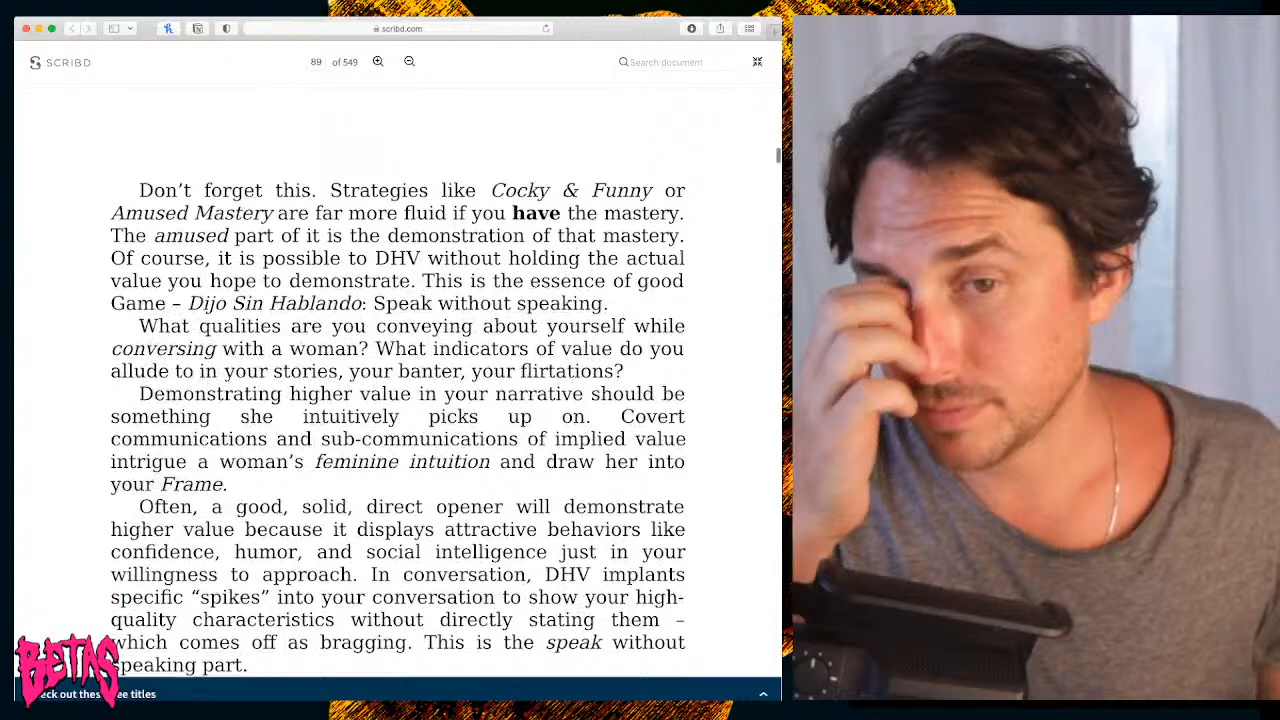 scribd.com
SCRIBD
89 of 549
Search document
Don’t forget this. Strategies like Cocky & Funny or
Amused Mastery are far more fluid if you have the mastery.
The amused part of it is the demonstration of that mastery.
Of course, it is possible to DHV without holding the actual
value you hope to demonstrate. This is the essence of good
Game – Dijo Sin Hablando: Speak without speaking.
What qualities are you conveying about yourself while
conversing with a woman? What indicators of value do you
allude to in your stories, your banter, your flirtations?
Demonstrating higher value in your narrative should be
something she intuitively picks up on. Covert
communications and sub-communications of implied value
intrigue a woman’s feminine intuition and draw her into
your Frame.
Often, a good, solid, direct opener will demonstrate
higher value because it displays attractive behaviors like
confidence, humor, and social intelligence just in your
willingness to approach. In conversation, DHV implants
specific “spikes” into your conversation to show your high-
quality characteristics without directly stating them –
which comes off as bragging. This is the speak without
speaking part.
BETAS
titles